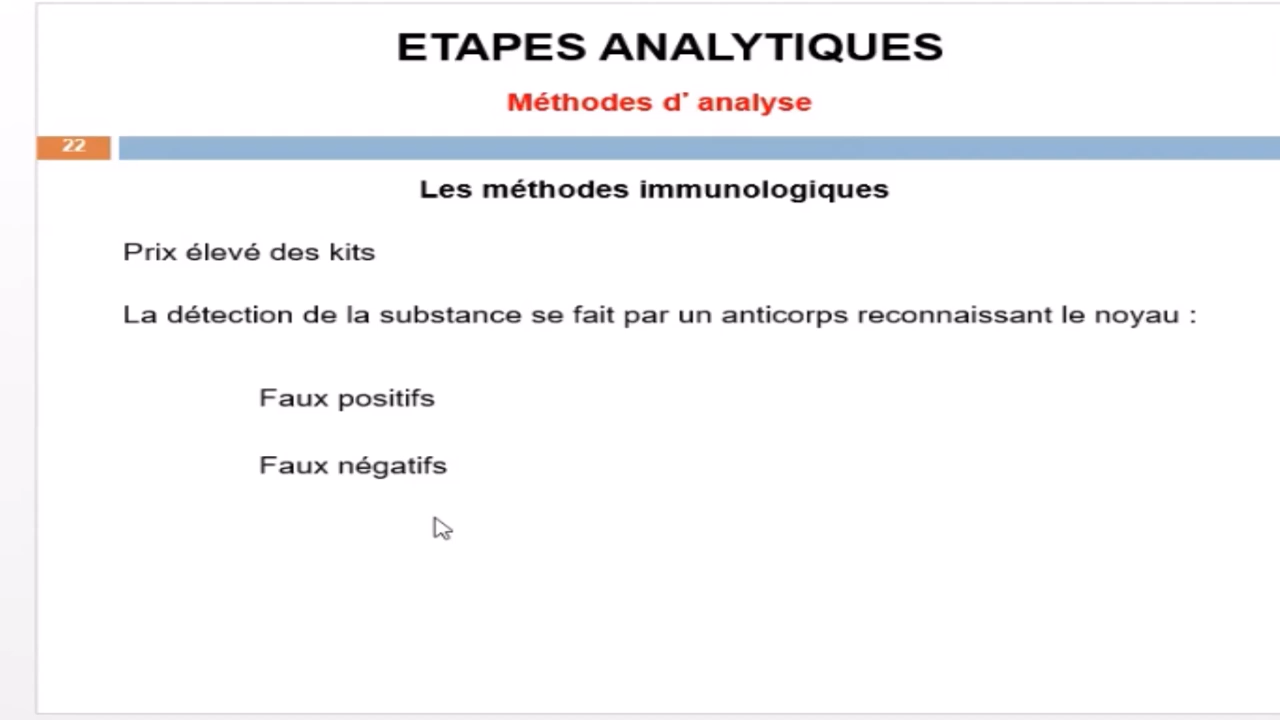 ETAPES ANALYTIQUES
Méthodes d’ analyse
22
Les méthodes immunologiques
Prix élevé des kits
La détection de la substance se fait par un anticorps reconnaissant le noyau :
Faux positifs
Faux négatifs